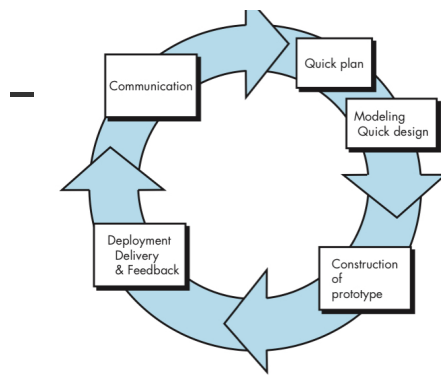 Communication
Quick plan
Modeling
Quick design
Construction
of
prototype
Deployment
Delivery
& Feedback